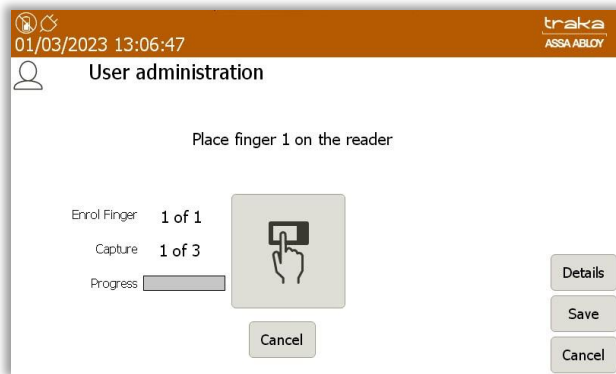 traka
01/03/2023 13:06:47
ASSA ABLOY
User administration
Place finger 1 on the reader
Enrol Finger 1 of 1
Capture 1 of 3
Progress
Details
Save
Cancel
Cancel